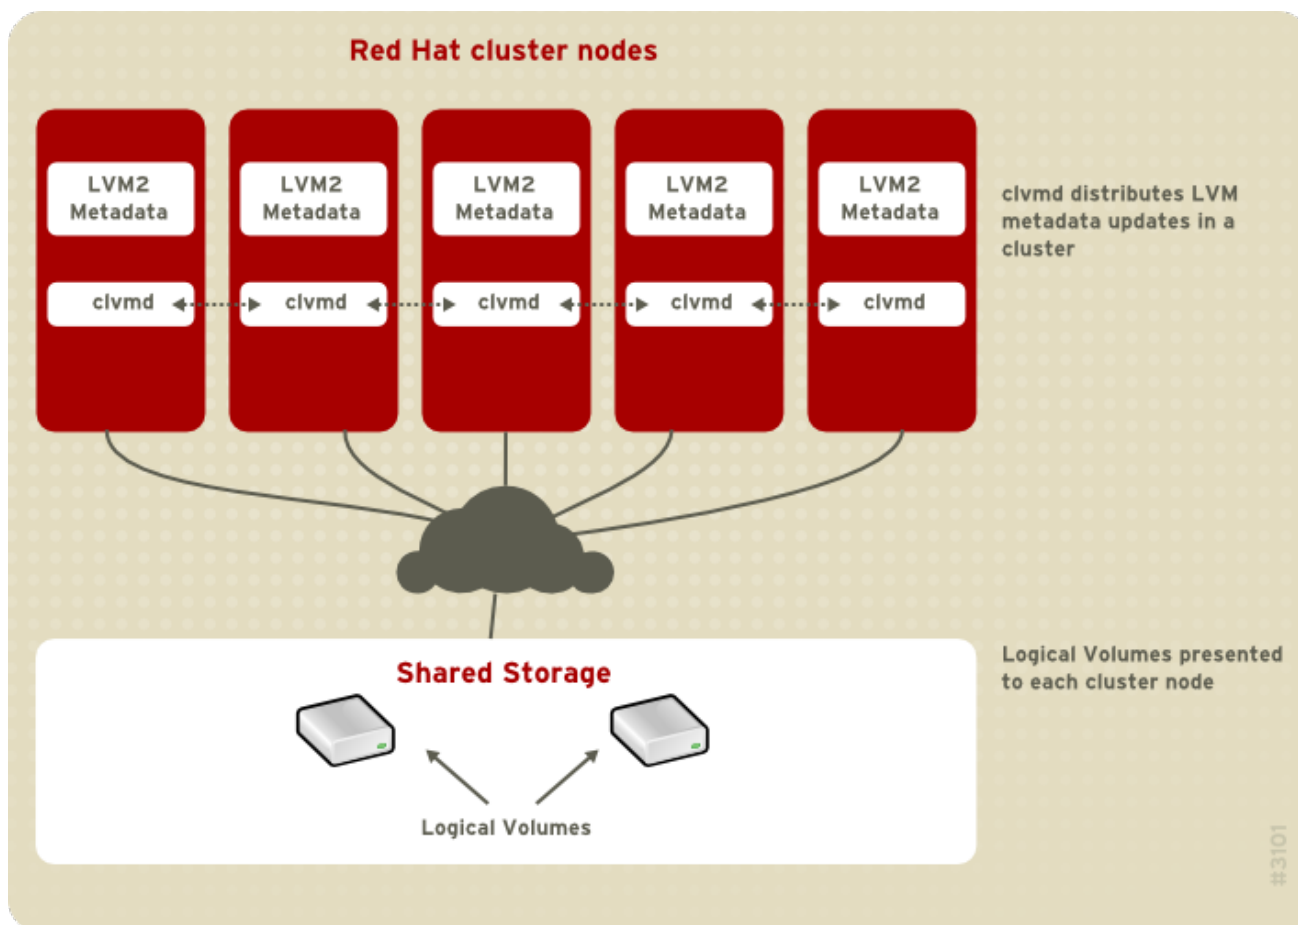 Red Hat cluster nodes
LVM2
Metadata
LVM2
Metadata
LVM2
Metadata
LVM2
Metadata
LVM2
Metadata
clvmd distributes LVM
metadata updates in a
cluster
clvmd
clvmd
clvmd
clvmd
clvmd
Shared Storage
Logical Volumes presented
to each cluster node
Logical Volumes
#3101